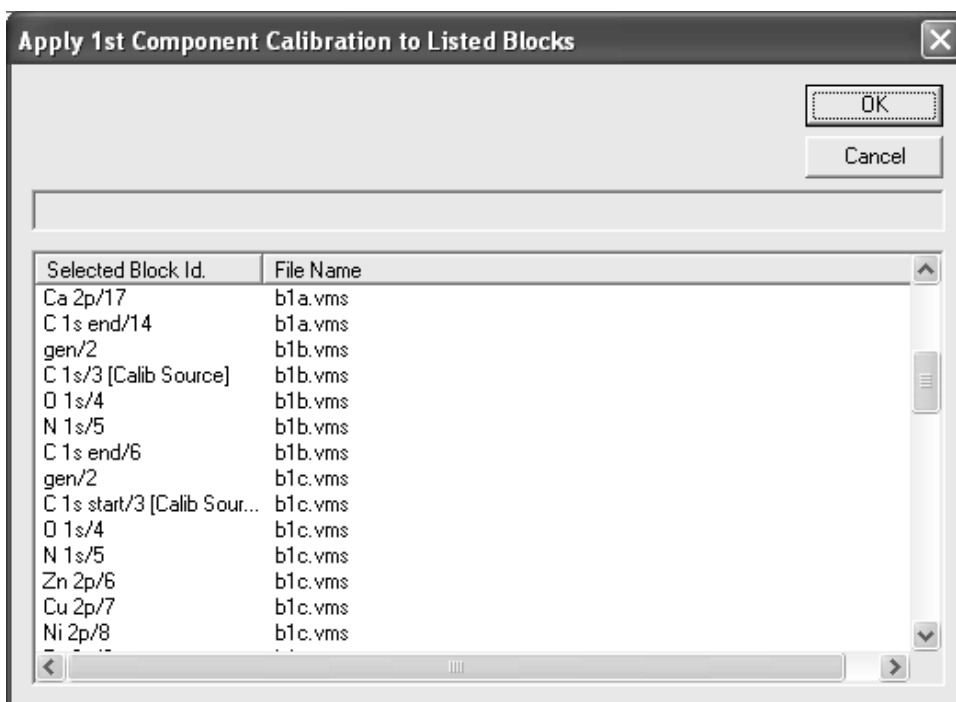 Apply 1st Component Calibration to Listed Blocks
OK
Cancel
Selected Block Id. File Name
Ca 2p/17 b1a.vms
C 1s end/14 b1a.vms
gen/2 b1b.vms
C 1s/3 [Calib Source] b1b.vms
O 1s/4 b1b.vms
N 1s/5 b1b.vms
C 1s end/6 b1b.vms
gen/2 b1c.vms
C 1s start/3 [Calib Sour... b1c.vms
O 1s/4 b1c.vms
N 1s/5 b1c.vms
Zn 2p/6 b1c.vms
Cu 2p/7 b1c.vms
Ni 2p/8 b1c.vms